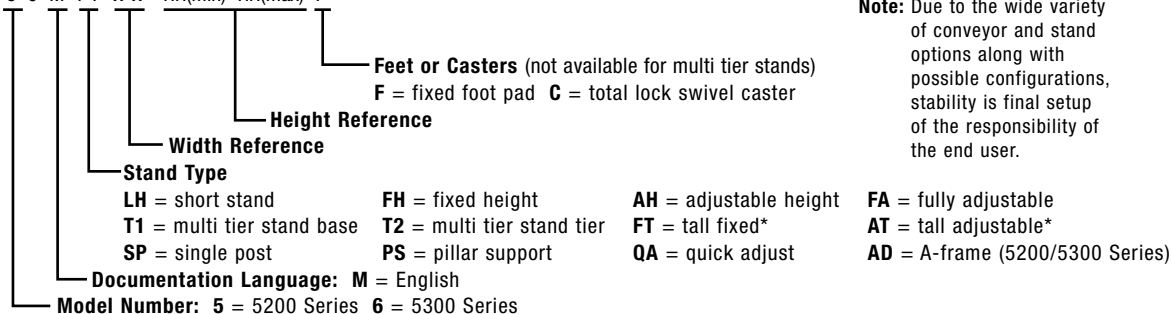 Note: Due to the wide variety
of conveyor and stand
options along with
possible configurations,
stability is final setup
of the responsibility of
the end user.
Feet or Casters (not available for multi tier stands)
F = fixed foot pad C = total lock swivel caster
Height Reference
Width Reference
Stand Type
LH = short stand FH = fixed height AH = adjustable height FA = fully adjustable
T1 = multi tier stand base T2 = multi tier stand tier FT = tall fixed* AT = tall adjustable*
SP = single post PS = pillar support QA = quick adjust AD = A-frame (5200/5300 Series)
Documentation Language: M = English
Model Number: 5 = 5200 Series 6 = 5300 Series